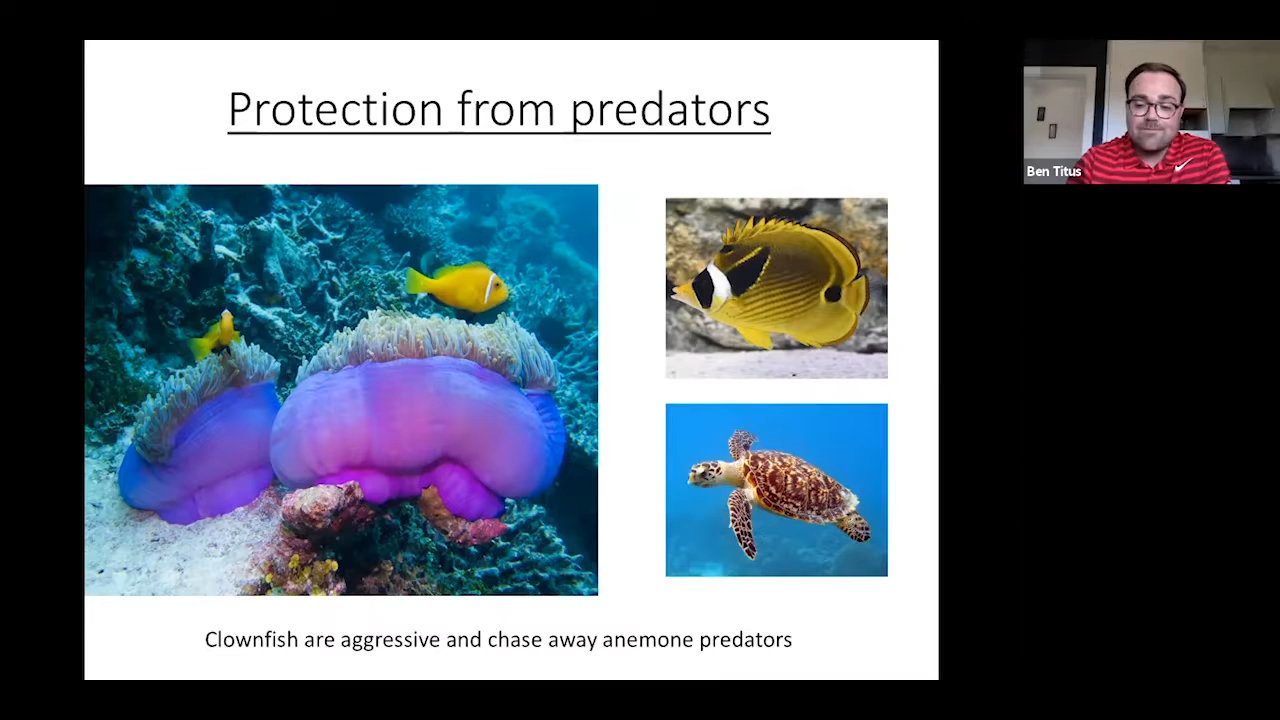 Protection from predators
Ben Titus
Clownfish are aggressive and chase away anemone predators